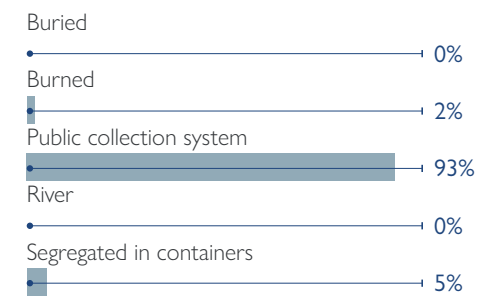 Buried
0%
Burned
2%
Public collection system
93%
River
0%
Segregated in containers
5%